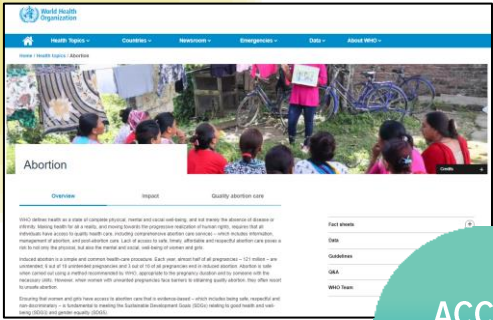 World Health
Organization
Health Topics
Countries
Newsroom
Emergencies
Data
About WHO
Home / Health topics / Abortion
Abortion
Credits
Overview
Impact
Quality abortion care
WHO defines health as a state of complete physical, mental and social well-being, and not merely the absence of disease or
infirmity. Making health for all a reality, and moving towards the progressive realization of human rights, requires that all
individuals have access to quality health care, including comprehensive abortion care services – which includes information,
management of abortion, and post-abortion care. Lack of access to safe, timely, affordable and respectful abortion care poses a
risk to not only the physical, but also the mental and social, well-being of women and girls.
Induced abortion is a simple and common health-care procedure. Each year, almost half of all pregnancies – 121 million – are
unintended; 6 out of 10 unintended pregnancies and 3 out of 10 of all pregnancies end in induced abortion. Abortion is safe
when carried out using a method recommended by WHO, appropriate to the pregnancy duration and by someone with the
necessary skills. However, when women with unwanted pregnancies face barriers to obtaining quality abortion, they often resort
to unsafe abortion.
Ensuring that women and girls have access to abortion care that is evidence-based – which includes being safe, respectful and
non-discriminatory – is fundamental to meeting the Sustainable Development Goals (SDGs) relating to good health and well-
being (SDG3) and gender equality (SDG5).
Fact sheets
Data
Guidelines
Q&A
WHO Team
ACC